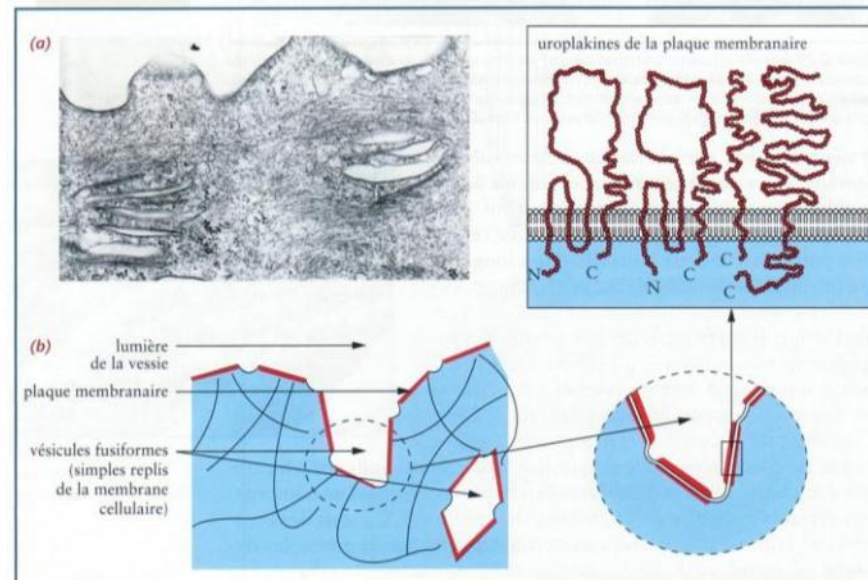 (a)
uroplakines de la plaque membranaire
N
C
N
C
C
C
(b)
lumière
de la vessie
plaque membranaire
vésicules fusiformes
(simples replis
de la membrane
cellulaire)